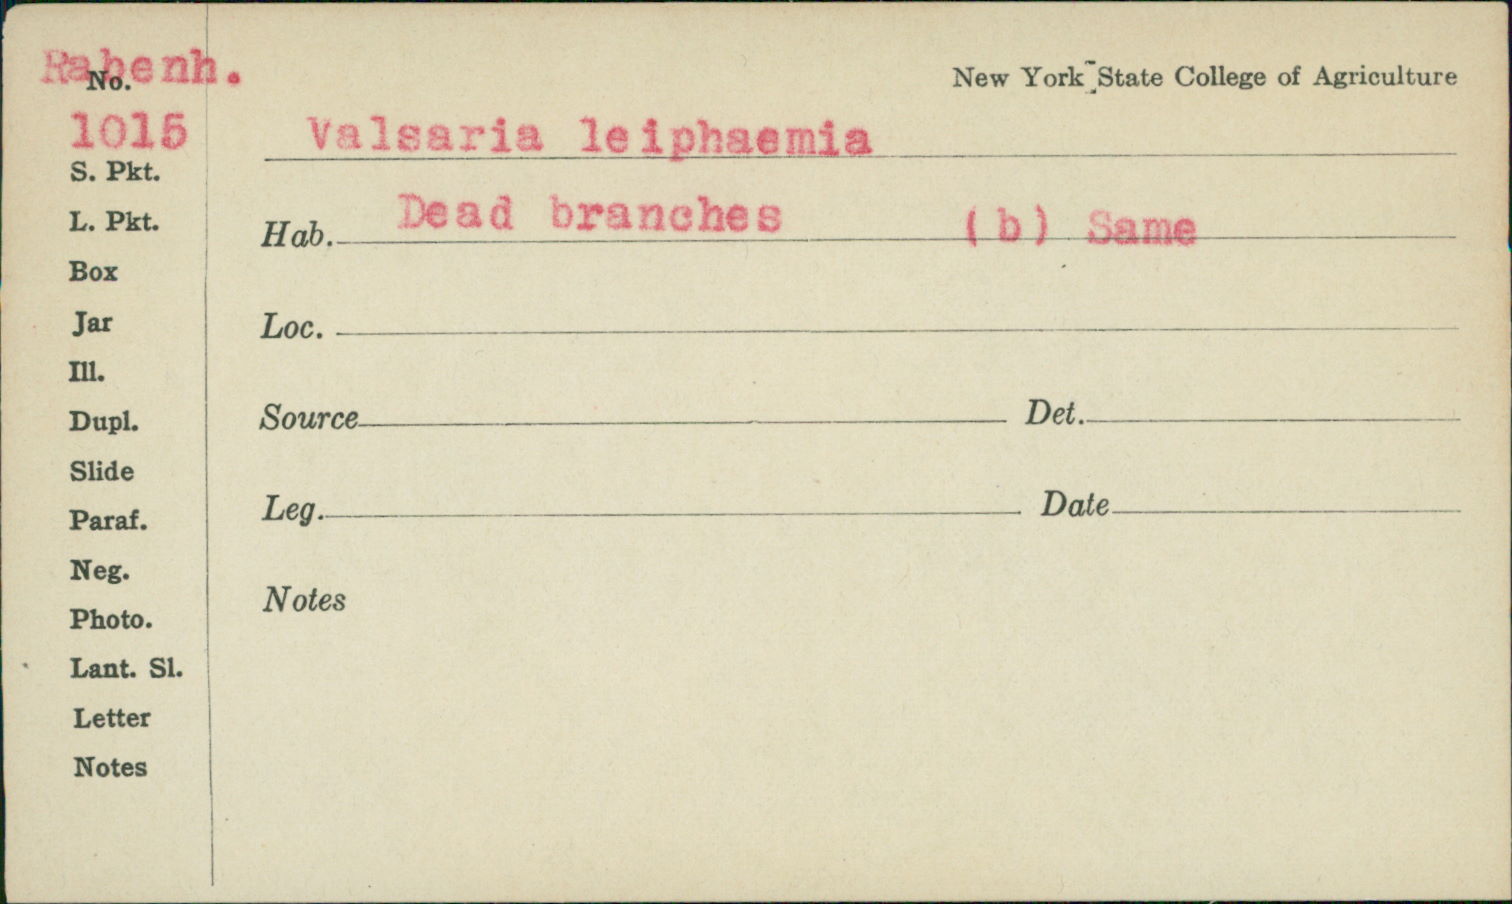 Rabenh.
No.
New York State College of Agriculture
1015
Valsaria leiphaemia
S. Pkt.
Hab. Dead branches (b) Same
L. Pkt.
Box
Jar
Loc.
Ill.
Dupl.
Source Det.
Slide
Paraf.
Leg. Date
Neg.
Notes
Photo.
Lant. Sl.
Letter
Notes